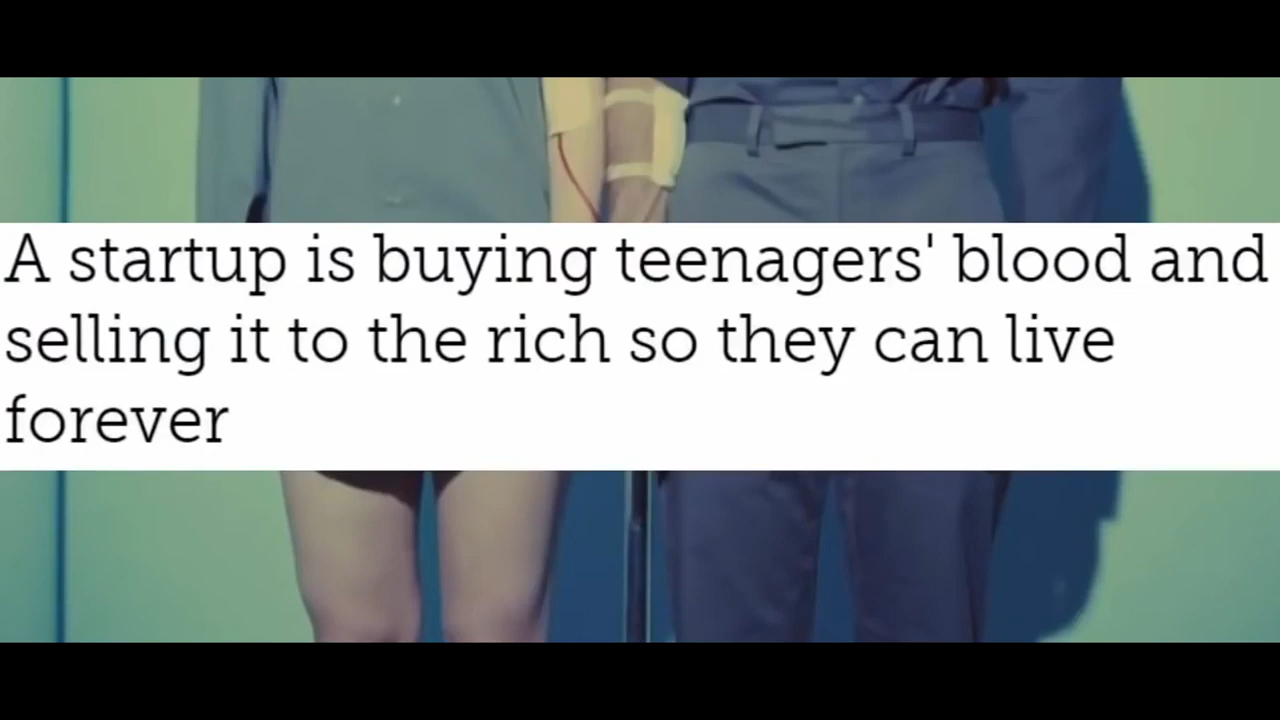 A startup is buying teenagers' blood and
selling it to the rich so they can live
forever